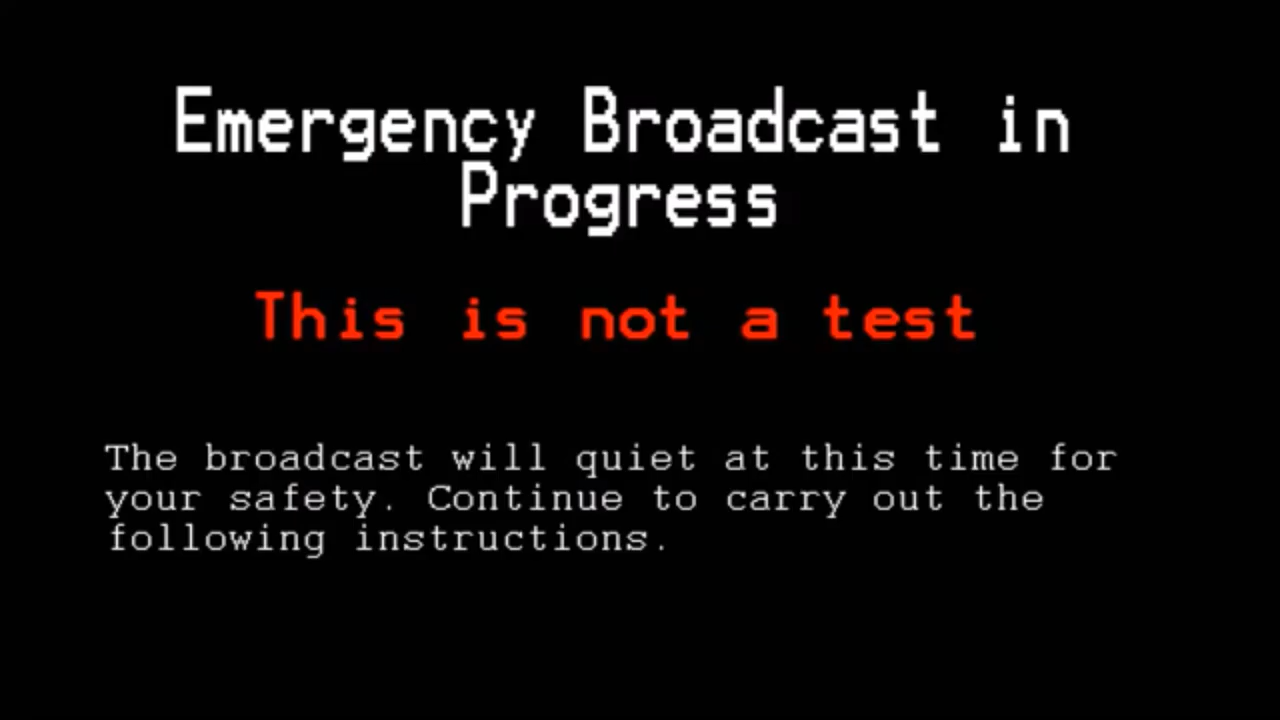 Emergency Broadcast in
Progress
This is not a test
The broadcast will quiet at this time for
your safety. Continue to carry out the
following instructions.